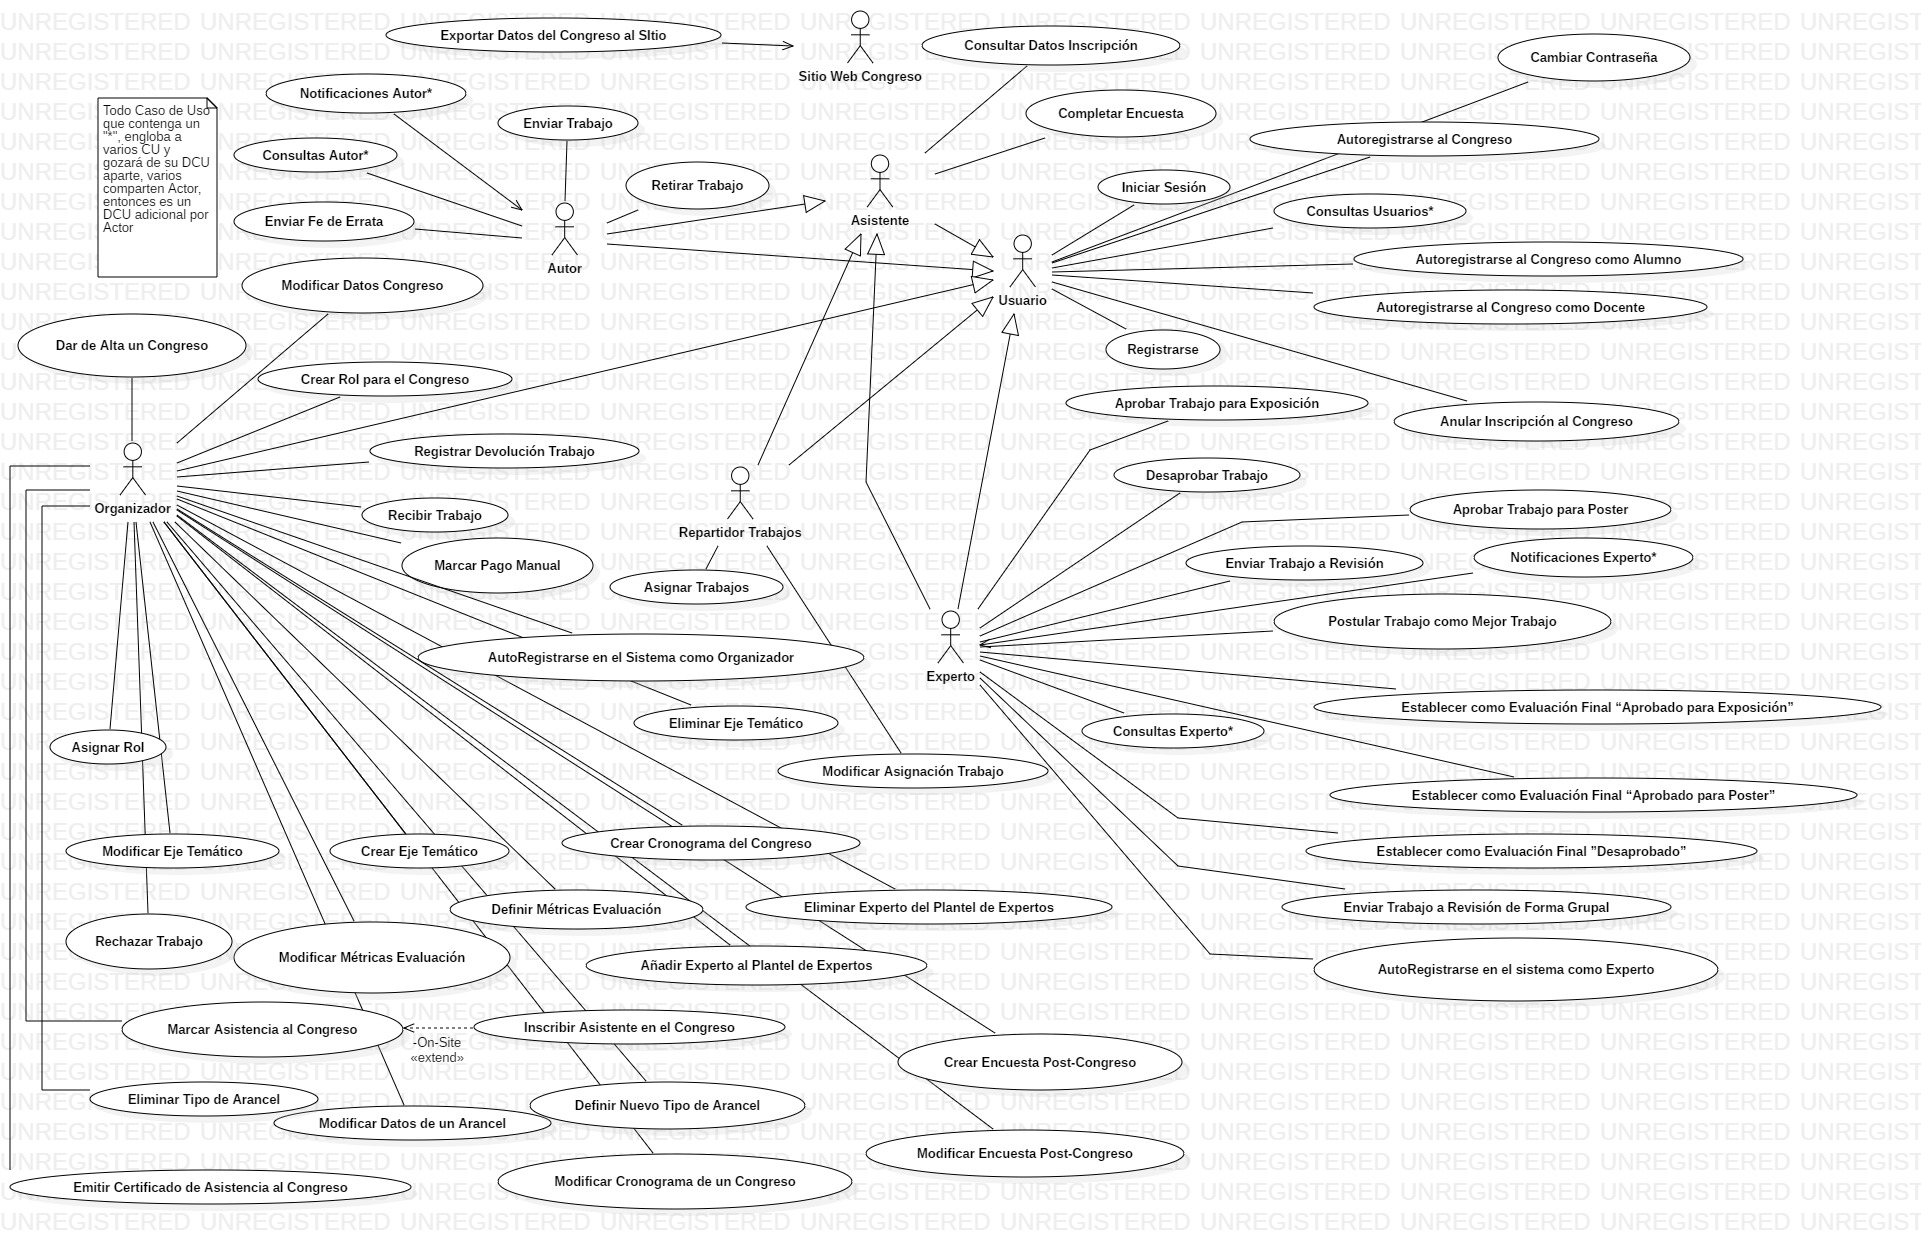 Exportar Datos del Congreso al SItio
Sitio Web Congreso
Consultar Datos Inscripción
Cambiar Contraseña
Notificaciones Autor*
Todo Caso de Uso
que contenga un
"*", engloba a
varios CU y
gozará de su DCU
aparte, varios
comparten Actor,
entonces es un
DCU adicional por
Actor
Enviar Trabajo
Completar Encuesta
Autoregistrarse al Congreso
Consultas Autor*
Retirar Trabajo
Iniciar Sesión
Enviar Fe de Errata
Asistente
Consultas Usuarios*
Autor
Autoregistrarse al Congreso como Alumno
Modificar Datos Congreso
Usuario
Autoregistrarse al Congreso como Docente
Dar de Alta un Congreso
Registrarse
Crear Rol para el Congreso
Aprobar Trabajo para Exposición
Anular Inscripción al Congreso
Registrar Devolución Trabajo
Desaprobar Trabajo
Organizador
Recibir Trabajo
Aprobar Trabajo para Poster
Repartidor Trabajos
Marcar Pago Manual
Enviar Trabajo a Revisión
Notificaciones Experto*
Asignar Trabajos
Postular Trabajo como Mejor Trabajo
AutoRegistrarse en el Sistema como Organizador
Experto
Establecer como Evaluación Final “Aprobado para Exposición”
Eliminar Eje Temático
Consultas Experto*
Asignar Rol
Modificar Asignación Trabajo
Establecer como Evaluación Final “Aprobado para Poster”
Modificar Eje Temático
Crear Eje Temático
Crear Cronograma del Congreso
Establecer como Evaluación Final ”Desaprobado”
Definir Métricas Evaluación
Eliminar Experto del Plantel de Expertos
Enviar Trabajo a Revisión de Forma Grupal
Rechazar Trabajo
Modificar Métricas Evaluación
Añadir Experto al Plantel de Expertos
AutoRegistrarse en el sistema como Experto
Marcar Asistencia al Congreso
-On-Site
«extend»
Inscribir Asistente en el Congreso
Crear Encuesta Post-Congreso
Eliminar Tipo de Arancel
Definir Nuevo Tipo de Arancel
Modificar Datos de un Arancel
Modificar Encuesta Post-Congreso
Emitir Certificado de Asistencia al Congreso
Modificar Cronograma de un Congreso
UNREGISTERED